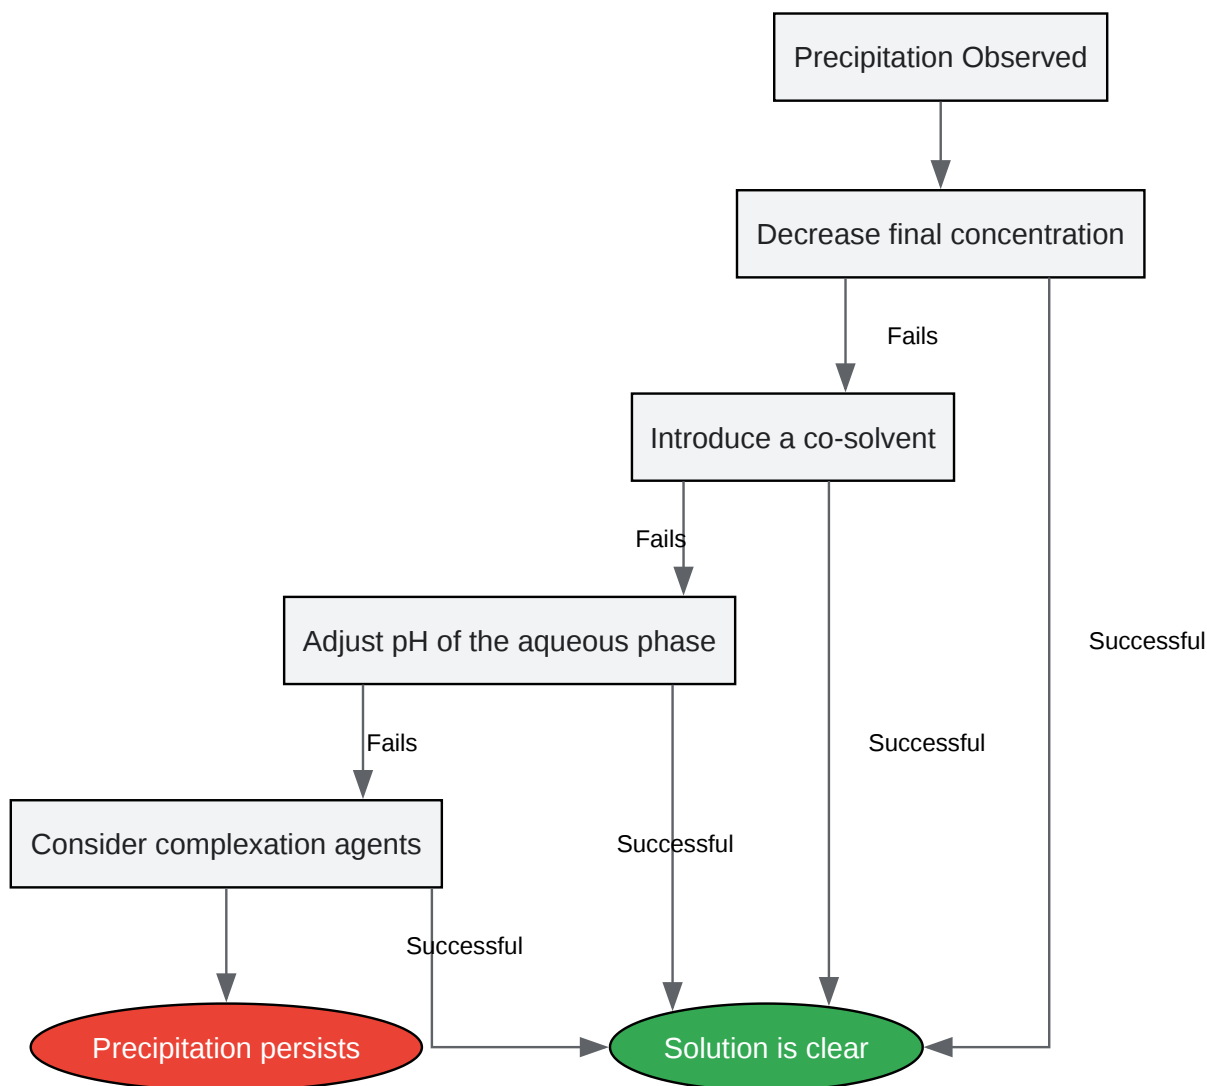 Precipitation Observed
Decrease final concentration
Fails
Introduce a co-solvent
Fails
Adjust pH of the aqueous phase
Successful
Fails
Successful
Consider complexation agents
Successful
Successful
Precipitation persists
Solution is clear